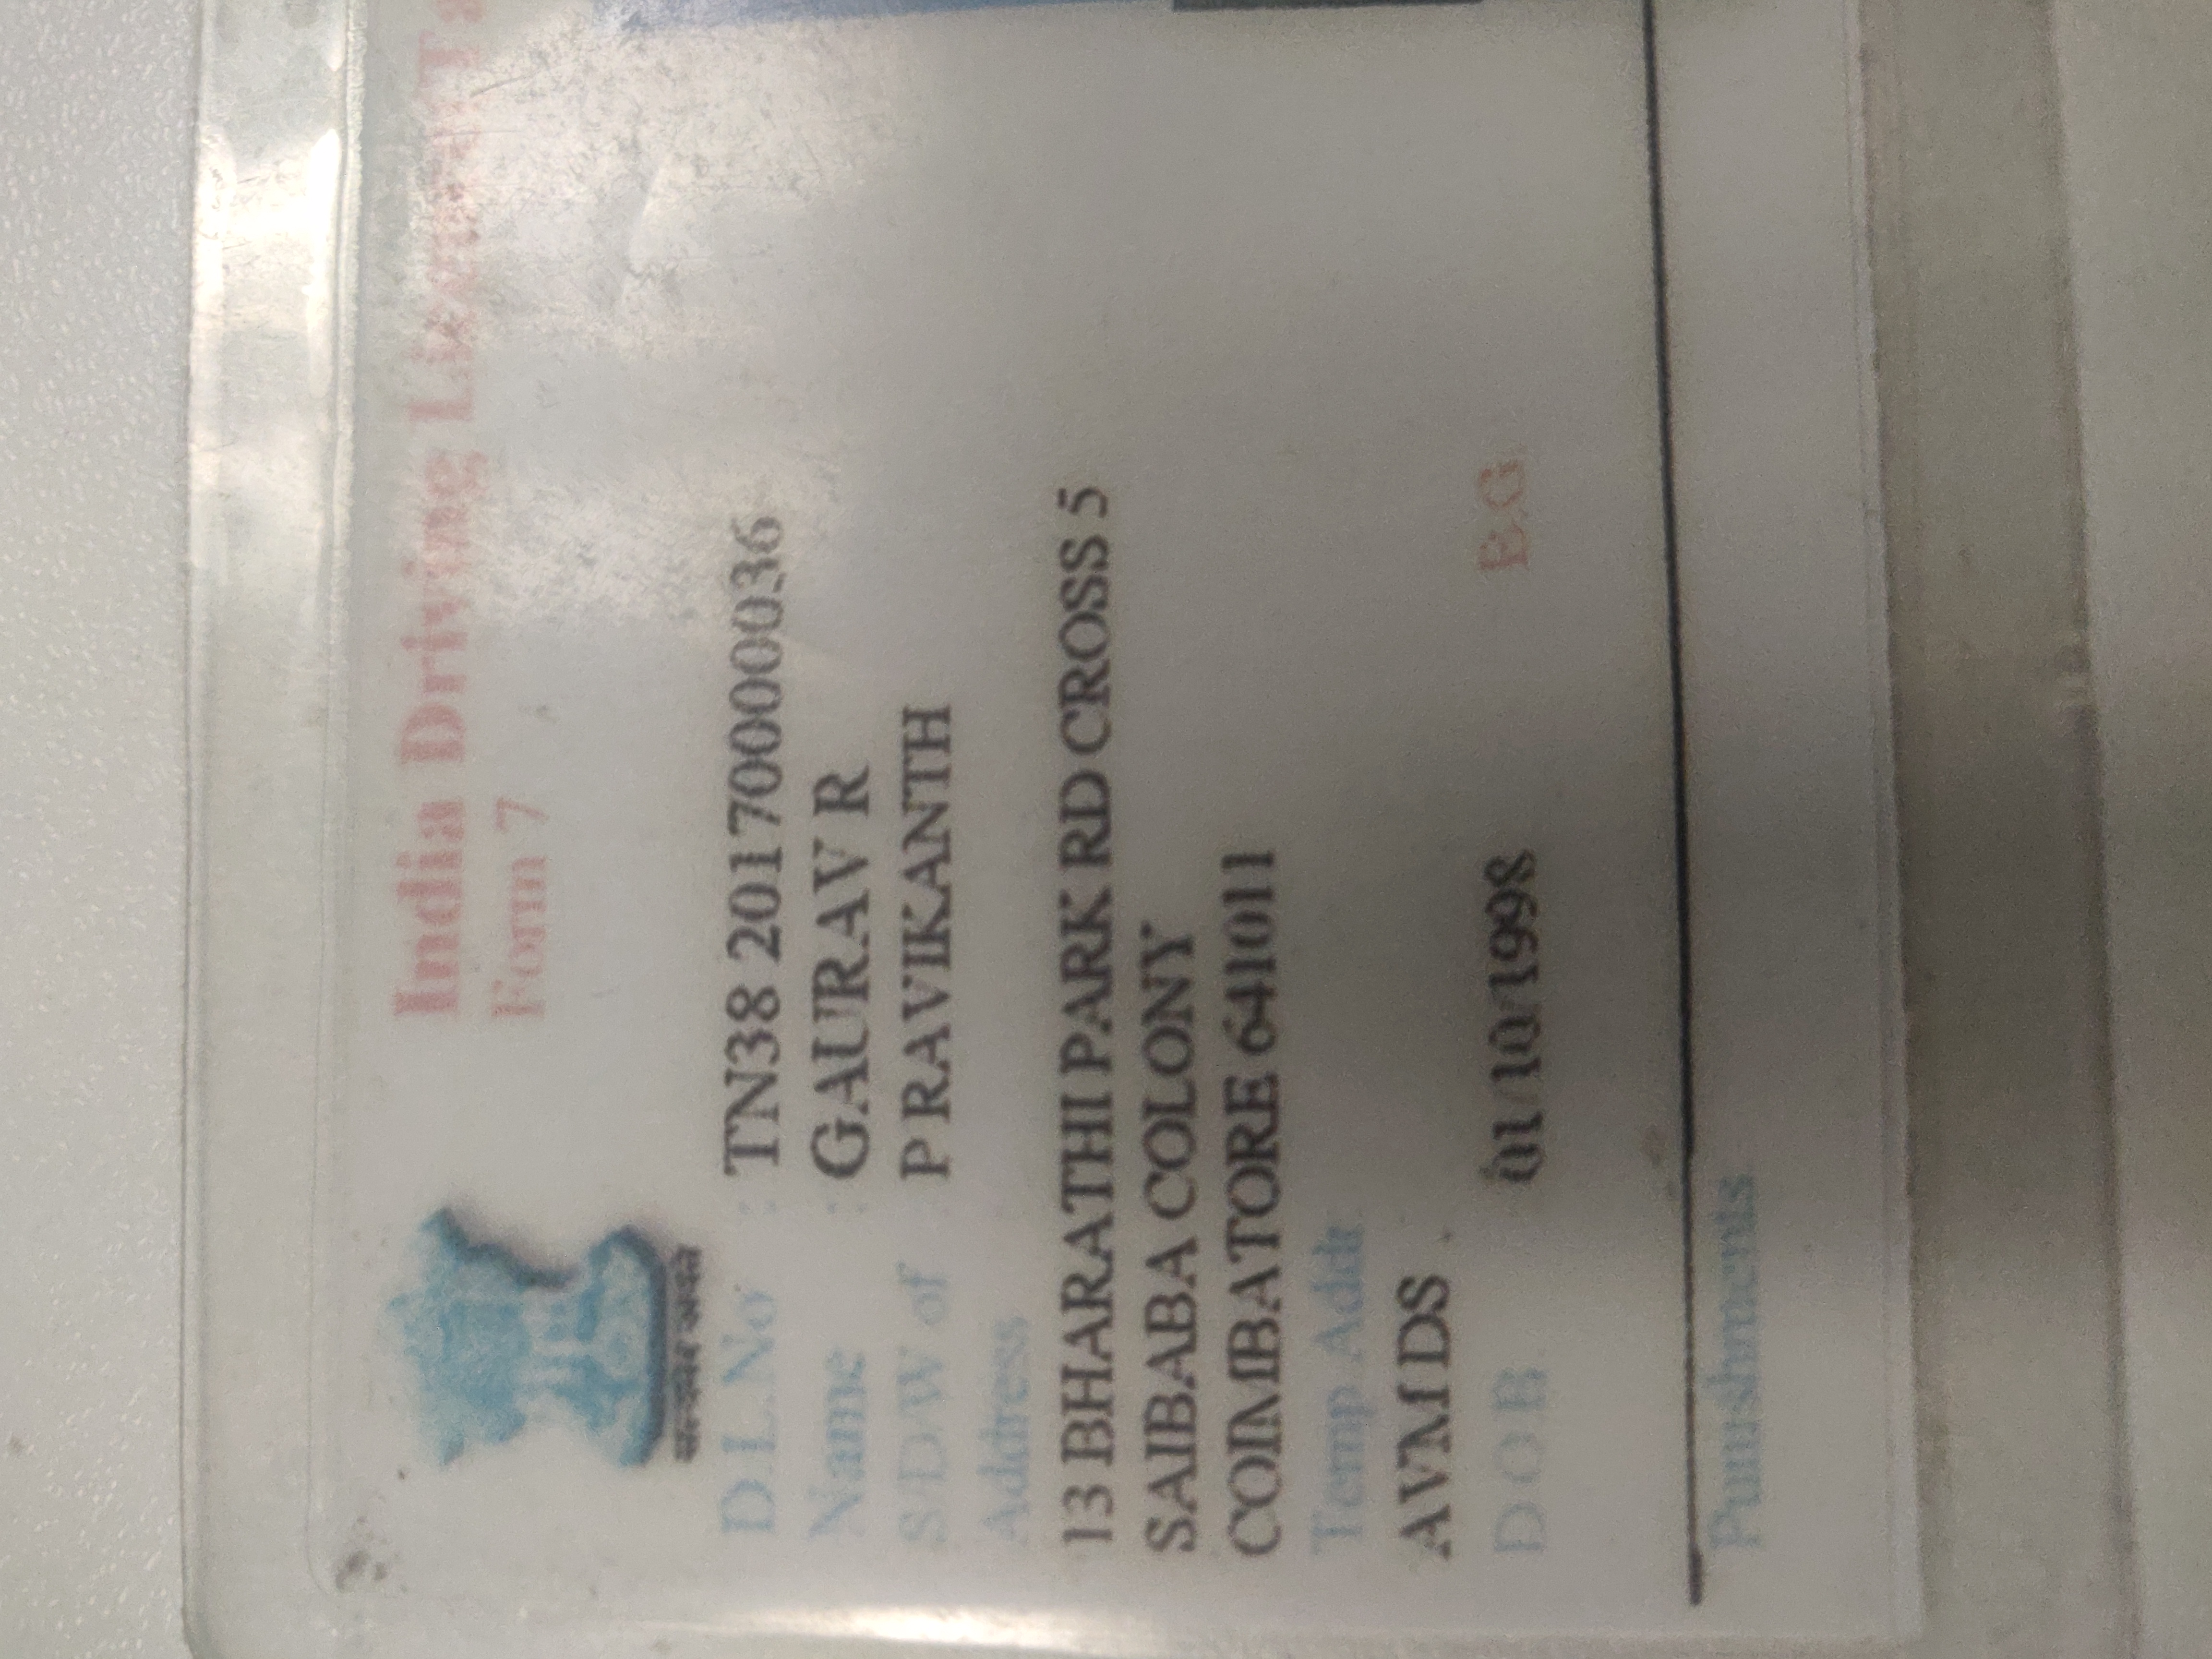 India Driving Licence
Form 7
सत्यमेव जयते
D.L.No : TN38 20170000036
Name : GAURAV R
S/D/W of : P RAVIKANTH
Address :
13 BHARATHI PARK RD CROSS 5
SAIBABA COLONY
COIMBATORE 641011
Temp.Addr.
AVM DS .
D.O.B. 01/10/1998 B.G.
Punishments